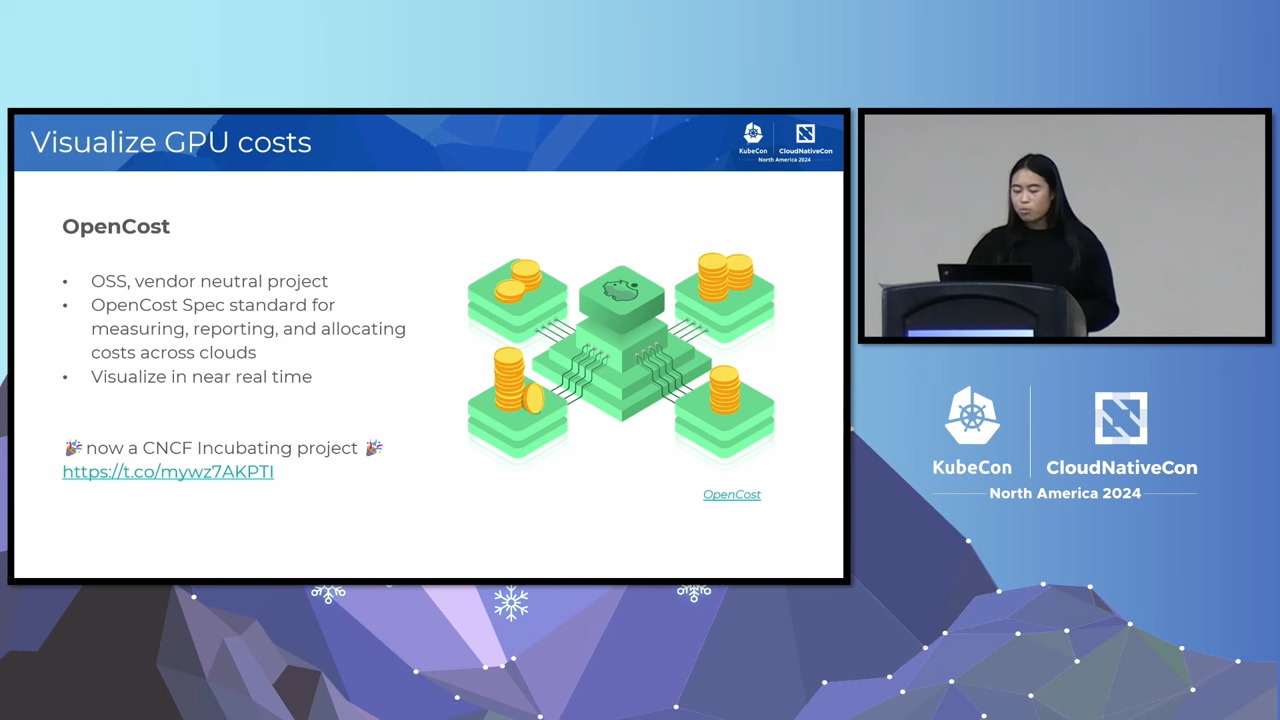 Visualize GPU costs
KubeCon
CloudNativeCon
North America 2024
OpenCost
• OSS, vendor neutral project
• OpenCost Spec standard for
measuring, reporting, and allocating
costs across clouds
• Visualize in near real time
🎉 now a CNCF Incubating project 🎉
https://t.co/mywz7AKPTI
OpenCost
KubeCon
CloudNativeCon
North America 2024